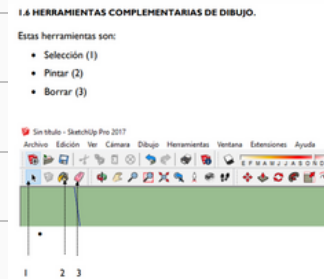 1.6 HERRAMIENTAS COMPLEMENTARIAS DE DIBUJO.
Estas herramientas son:
• Selección (1)
• Pintar (2)
• Borrar (3)
Sin título - SketchUp Pro 2017
Archivo Edición Ver Cámara Dibujo Herramientas Ventana Extensiones Ayuda
E F M A M J J A S O N D
1 2 3